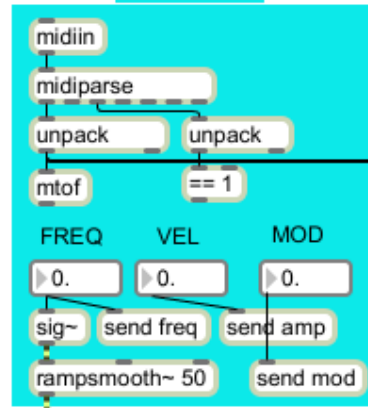 midiin
midiparse
unpack unpack
mtof == 1
FREQ VEL MOD
0. 0. 0.
sig~ send freq send amp
rampsmooth~ 50 send mod